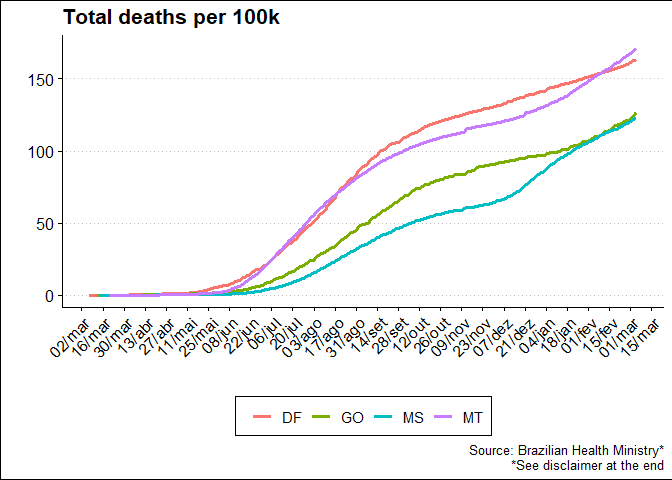 Total deaths per 100k
150
100
50
0
02/mar
16/mar
30/mar
13/abr
27/abr
11/mai
25/mai
08/jun
22/jun
06/jul
20/jul
03/ago
17/ago
31/ago
14/set
28/set
12/out
26/out
09/nov
23/nov
07/dez
21/dez
04/jan
18/jan
01/fev
15/fev
01/mar
15/mar
DF GO MS MT
Source: Brazilian Health Ministry*
*See disclaimer at the end